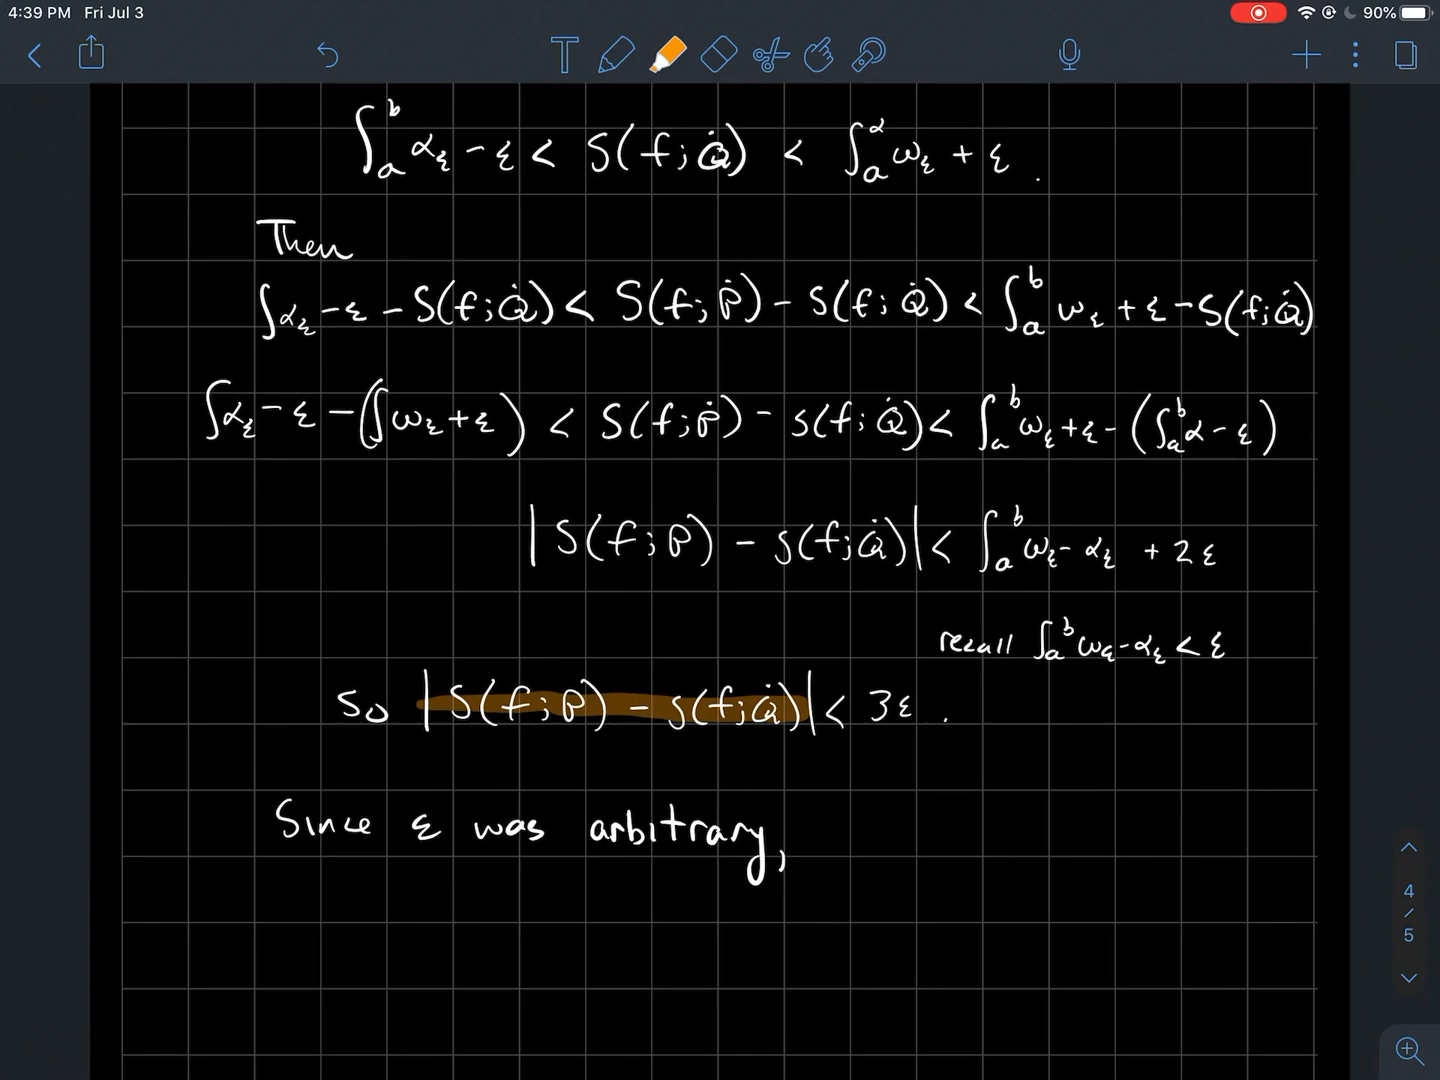 4:39 PM Fri Jul 3 90%
∫_a^b α_ε - ε < S(f; Q̇) < ∫_a^α ω_ε + ε .
Then
∫α_ε - ε - S(f; Q̇) < S(f; Ṗ) - S(f; Q̇) < ∫_a^b ω_ε + ε - S(f; Q̇)
∫α_ε - ε - (∫ω_ε + ε) < S(f; Ṗ) - S(f; Q̇) < ∫_a^b ω_ε + ε - (∫_a^b α - ε)
|S(f; P) - S(f; Q̇)| < ∫_a^b ω_ε - α_ε + 2ε
recall ∫_a^b ω_ε - α_ε < ε
So |S(f; P) - S(f; Q̇)| < 3ε .
Since ε was arbitrary,
4
/
5